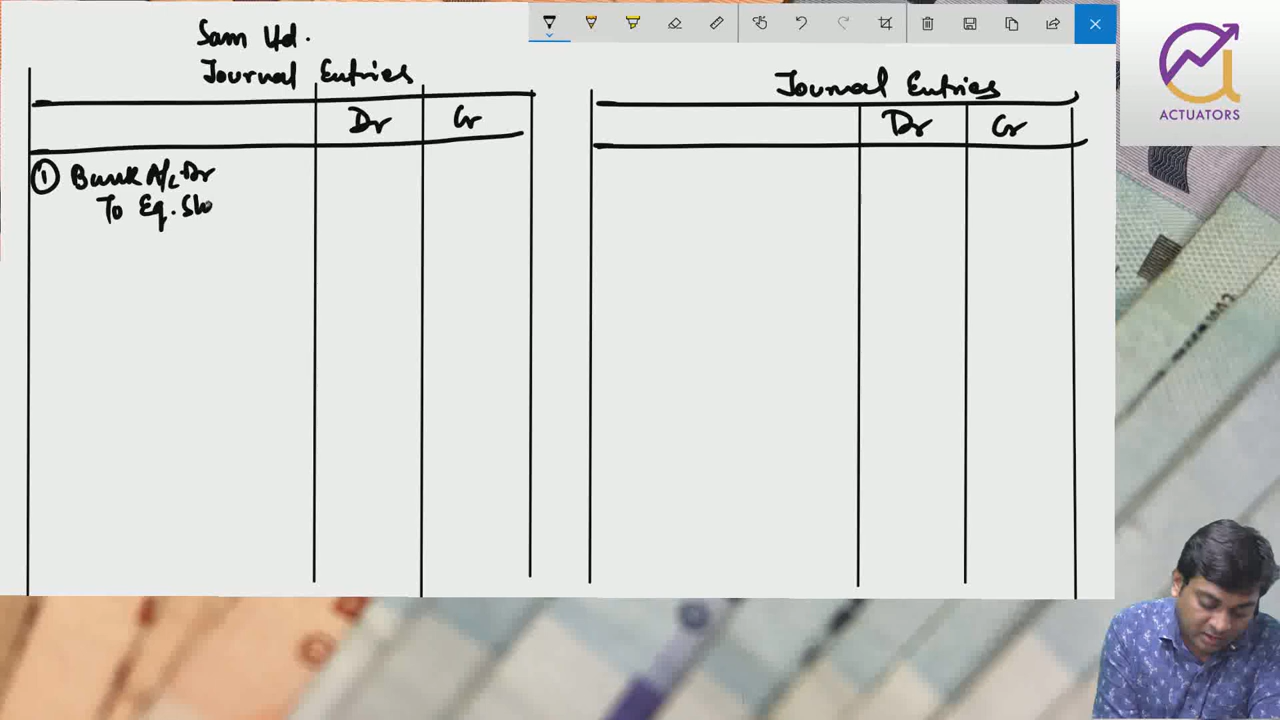 Sam Ltd.
Journal Entries
Dr Cr
① Bank A/c Dr
To Eq. Sh
Journal Entries
Dr Cr
ACTUATORS